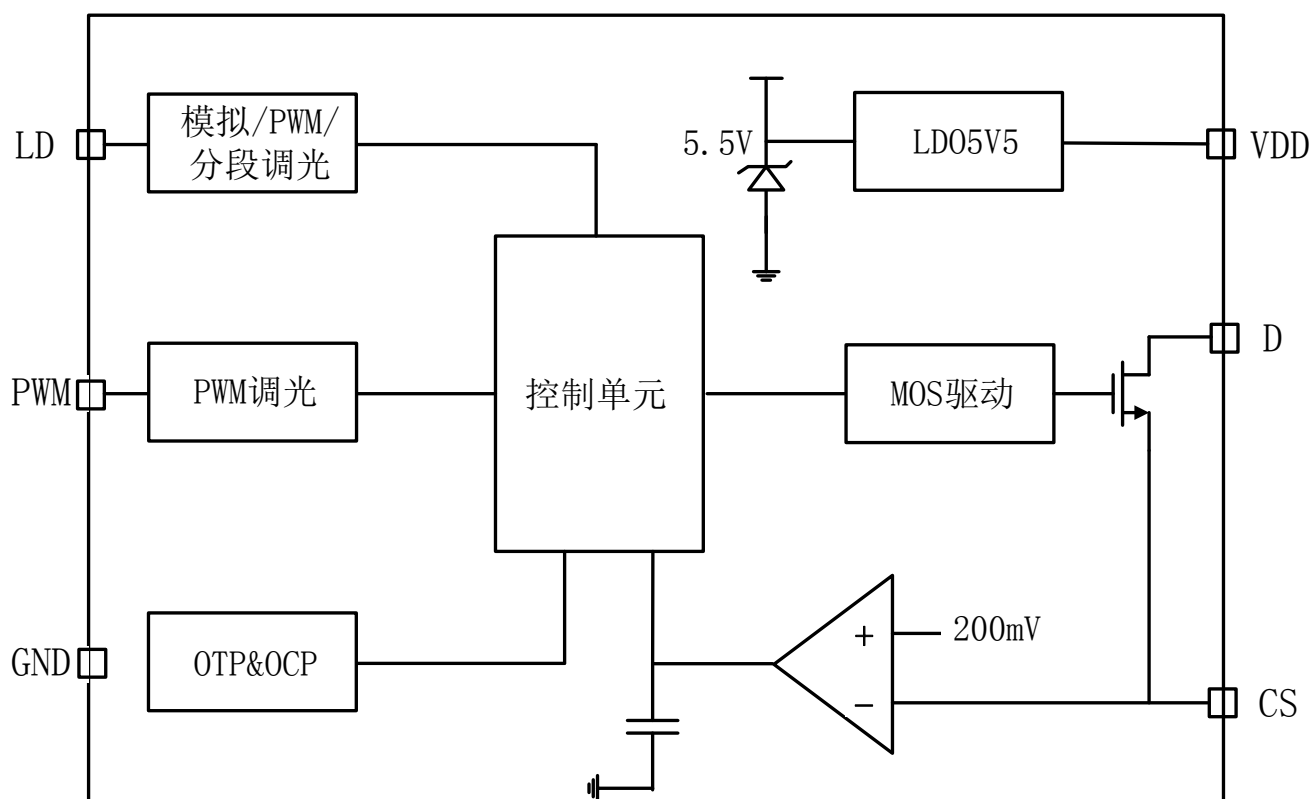 LD
模拟/PWM/
分段调光
5.5V
LDO5V5
VDD
PWM
PWM调光
控制单元
MOS驱动
D
GND
OTP&OCP
+
200mV
−
CS